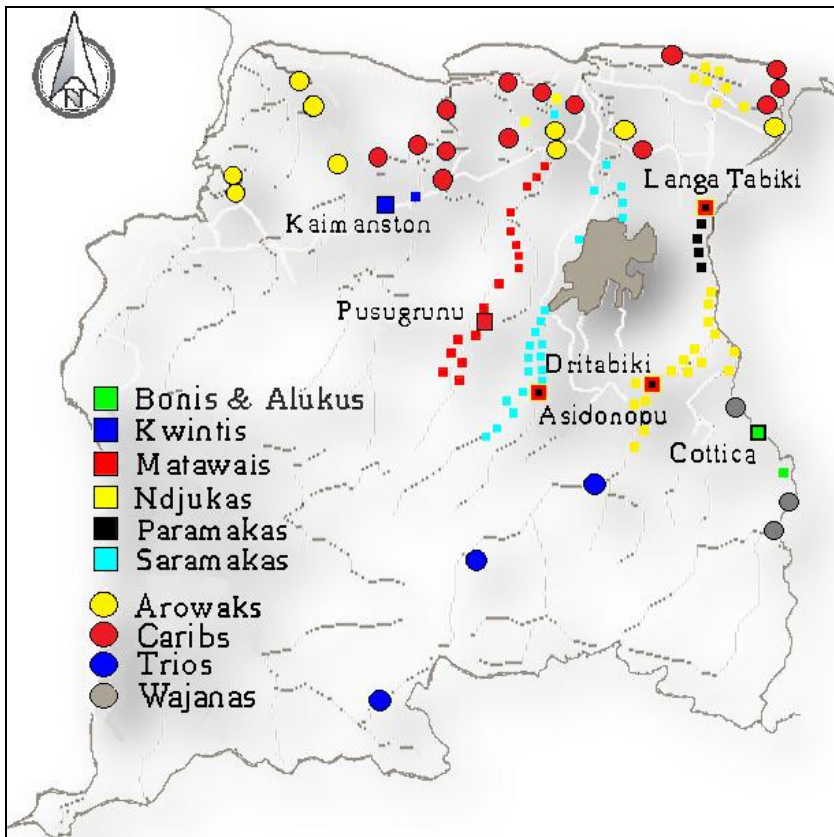 N
Langa Tabiki
Kaimanston
Pusugrunu
Dritabiki
Asidonopu
Cottica
Bonis & Alukus
Kwintis
Matawais
Ndjukas
Paramakas
Saramakas
Arowaks
Caribs
Trios
Wajanas